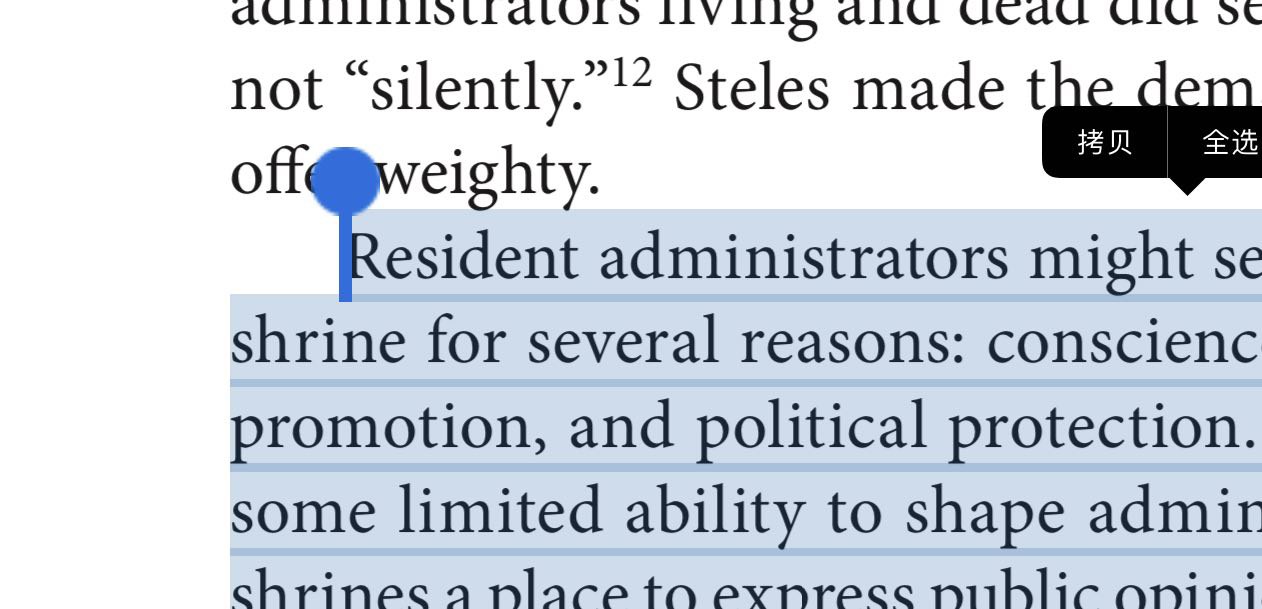 administrators living and dead did se
not “silently.”12 Steles made the dem
offe weighty.
拷贝 全选
Resident administrators might se
shrine for several reasons: conscienc
promotion, and political protection.
some limited ability to shape admin
shrines a place to express public opini